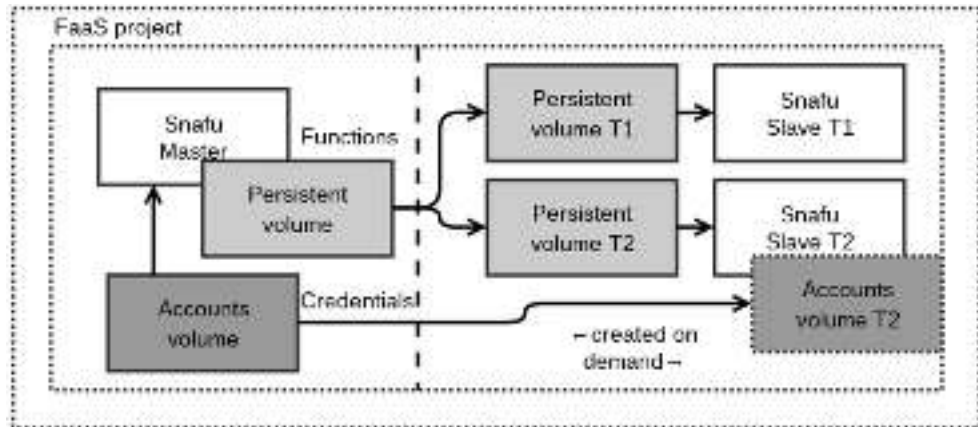 FaaS project
Snafu
Master
Functions
Persistent
volume
Accounts
volume
Credentials
Persistent
volume T1
Snafu
Slave T1
Persistent
volume T2
Snafu
Slave T2
Accounts
volume T2
←created on
demand→